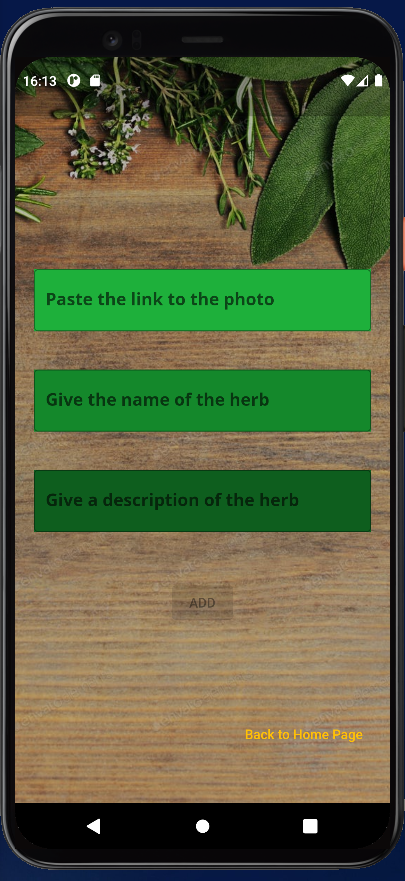 16:13
Paste the link to the photo
Give the name of the herb
Give a description of the herb
ADD
Back to Home Page